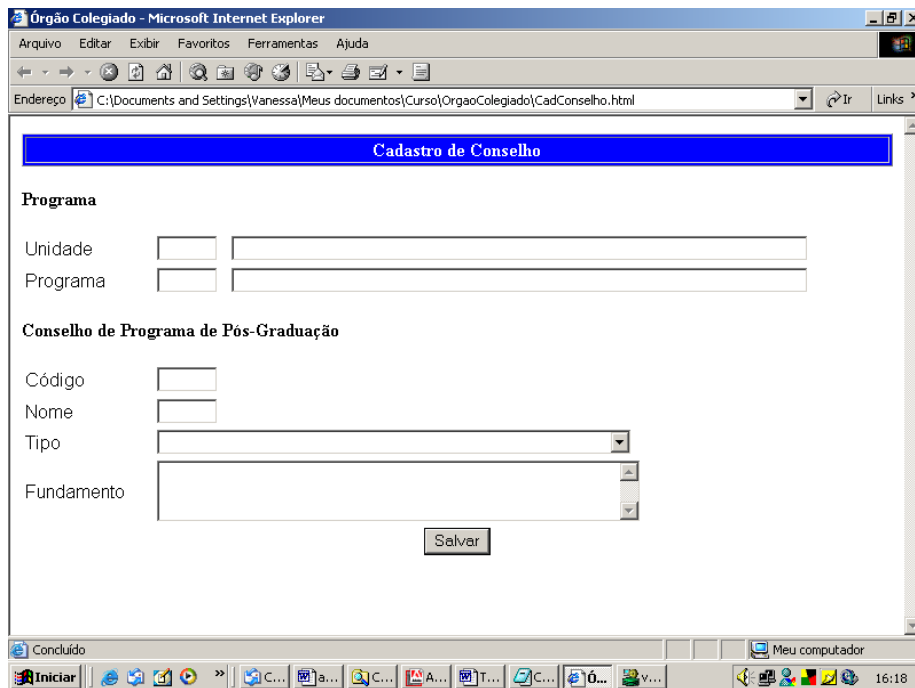 Órgão Colegiado - Microsoft Internet Explorer
Arquivo Editar Exibir Favoritos Ferramentas Ajuda
Endereço C:\Documents and Settings\Vanessa\Meus documentos\Curso\OrgaoColegiado\CadConselho.html Ir Links »
Cadastro de Conselho
Programa
Unidade
Programa
Conselho de Programa de Pós-Graduação
Código
Nome
Tipo
Fundamento
Salvar
Concluído Meu computador
Iniciar » C... a... C... A... T... C... Ó... v... 16:18